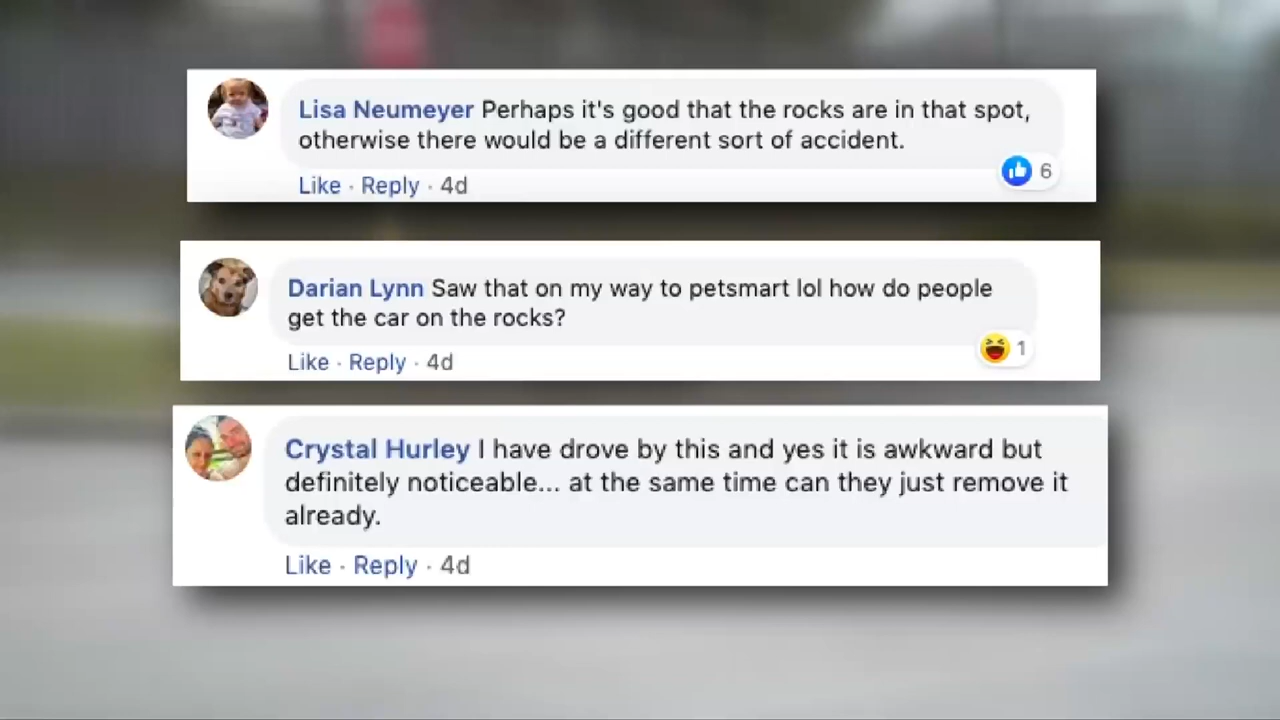 Lisa Neumeyer Perhaps it's good that the rocks are in that spot,
otherwise there would be a different sort of accident.
6
Like · Reply · 4d
Darian Lynn Saw that on my way to petsmart lol how do people
get the car on the rocks?
1
Like · Reply · 4d
Crystal Hurley I have drove by this and yes it is awkward but
definitely noticeable... at the same time can they just remove it
already.
Like · Reply · 4d